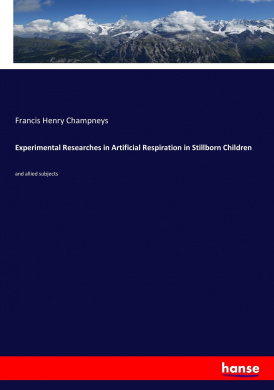 Francis Henry Champneys
Experimental Researches in Artificial Respiration in Stillborn Children
and allied subjects
hanse